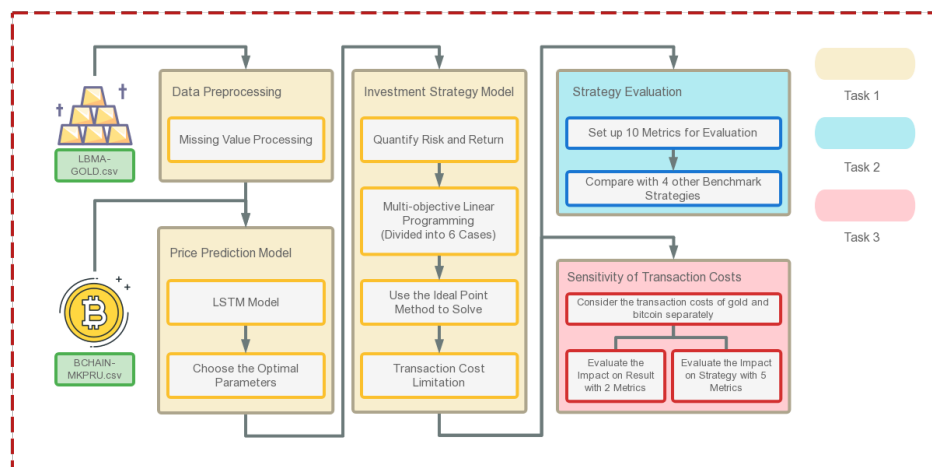 LBMA-
GOLD.csv
BCHAIN-
MKPRU.csv
Data Preprocessing
Missing Value Processing
Price Prediction Model
LSTM Model
Choose the Optimal
Parameters
Investment Strategy Model
Quantify Risk and Return
Multi-objective Linear
Programming
(Divided into 6 Cases)
Use the Ideal Point
Method to Solve
Transaction Cost
Limitation
Strategy Evaluation
Set up 10 Metrics for Evaluation
Compare with 4 other Benchmark
Strategies
Sensitivity of Transaction Costs
Consider the transaction costs of gold and
bitcoin separately
Evaluate the
Impact on Result
with 2 Metrics
Evaluate the Impact
on Strategy with 5
Metrics
Task 1
Task 2
Task 3